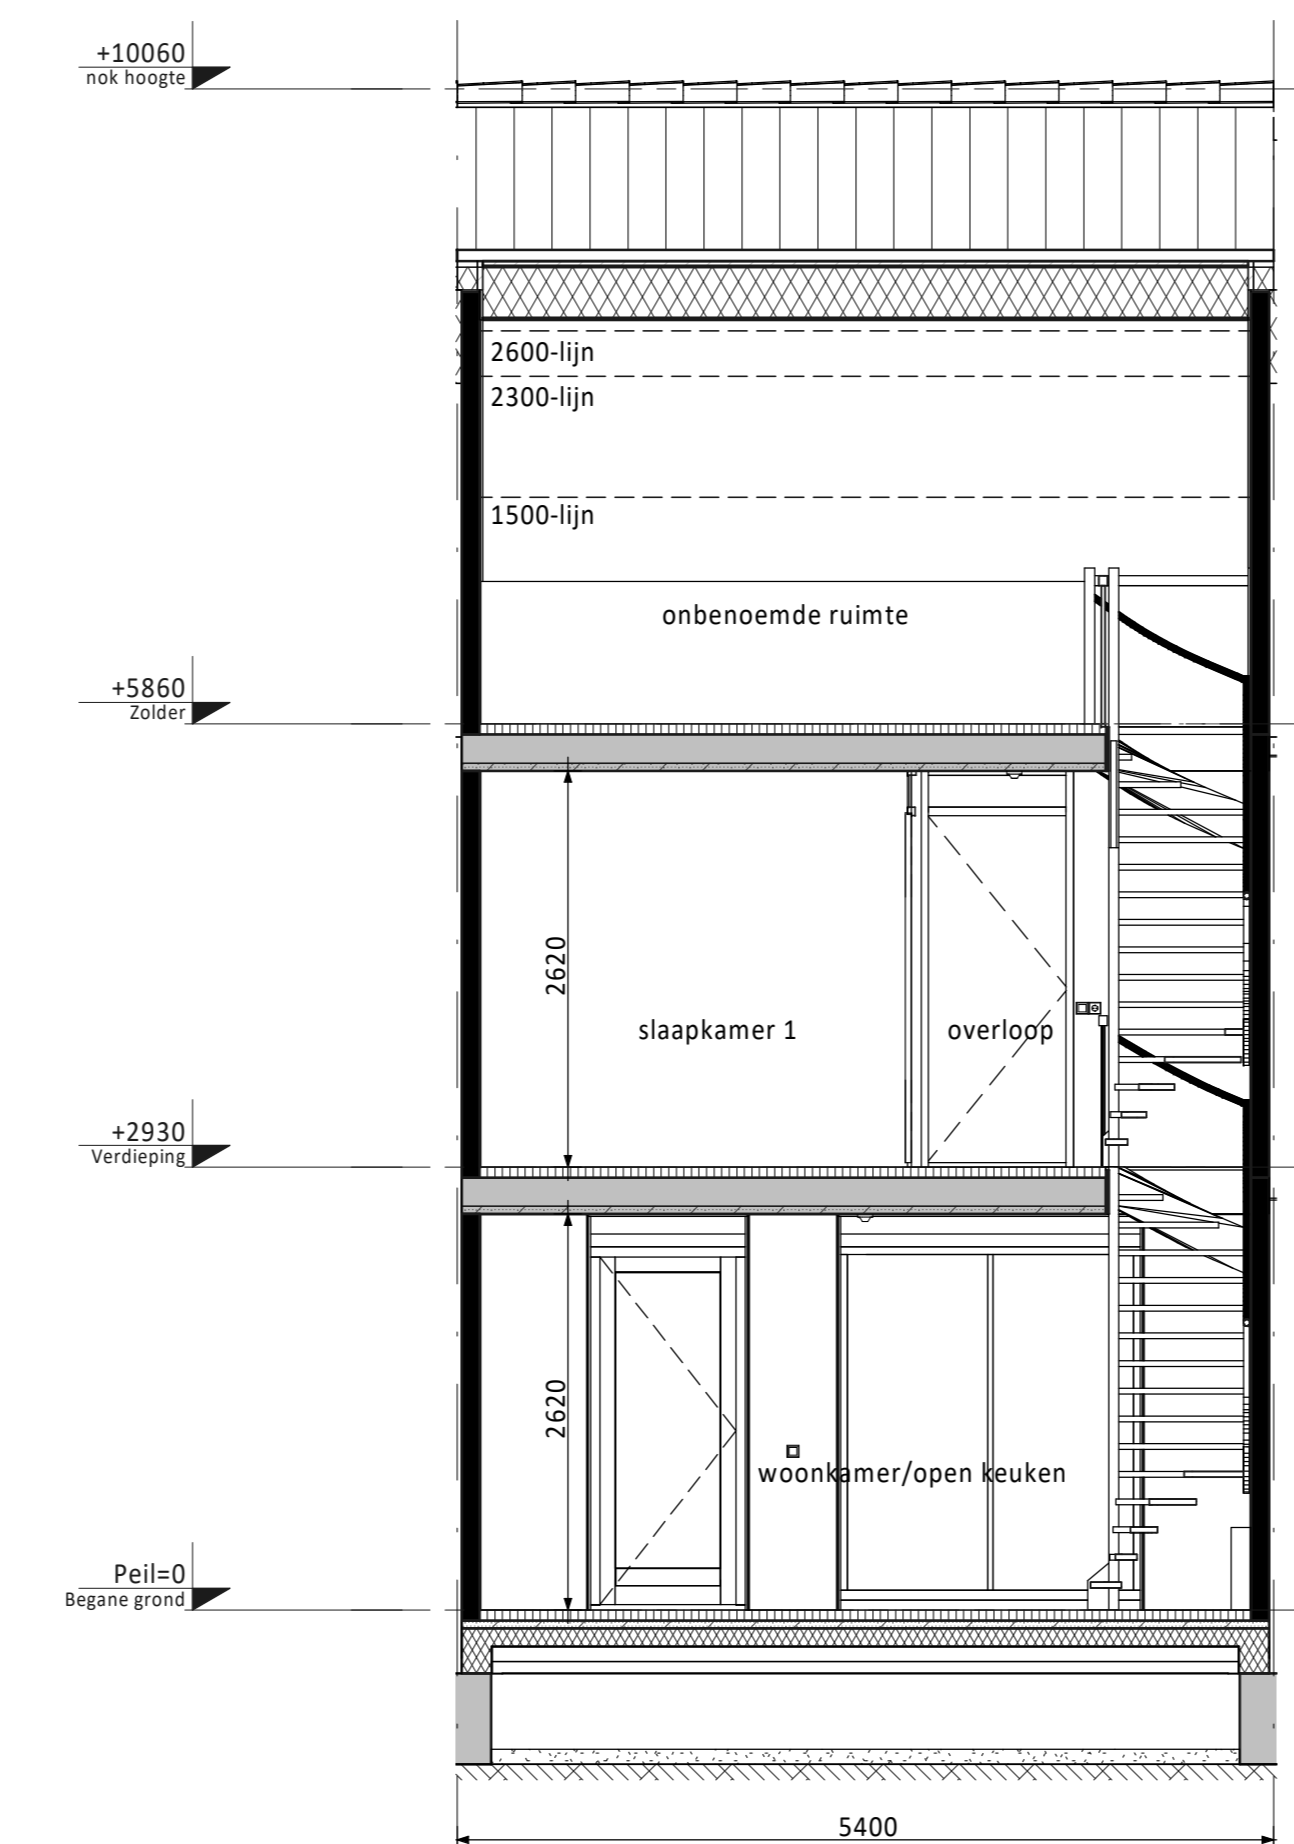 +10060
nok hoogte
2600-lijn
2300-lijn
1500-lijn
onbenoemde ruimte
+5860
Zolder
2620
slaapkamer 1
overloop
+2930
Verdieping
2620
woonkamer/open keuken
Peil=0
Begane grond
5400